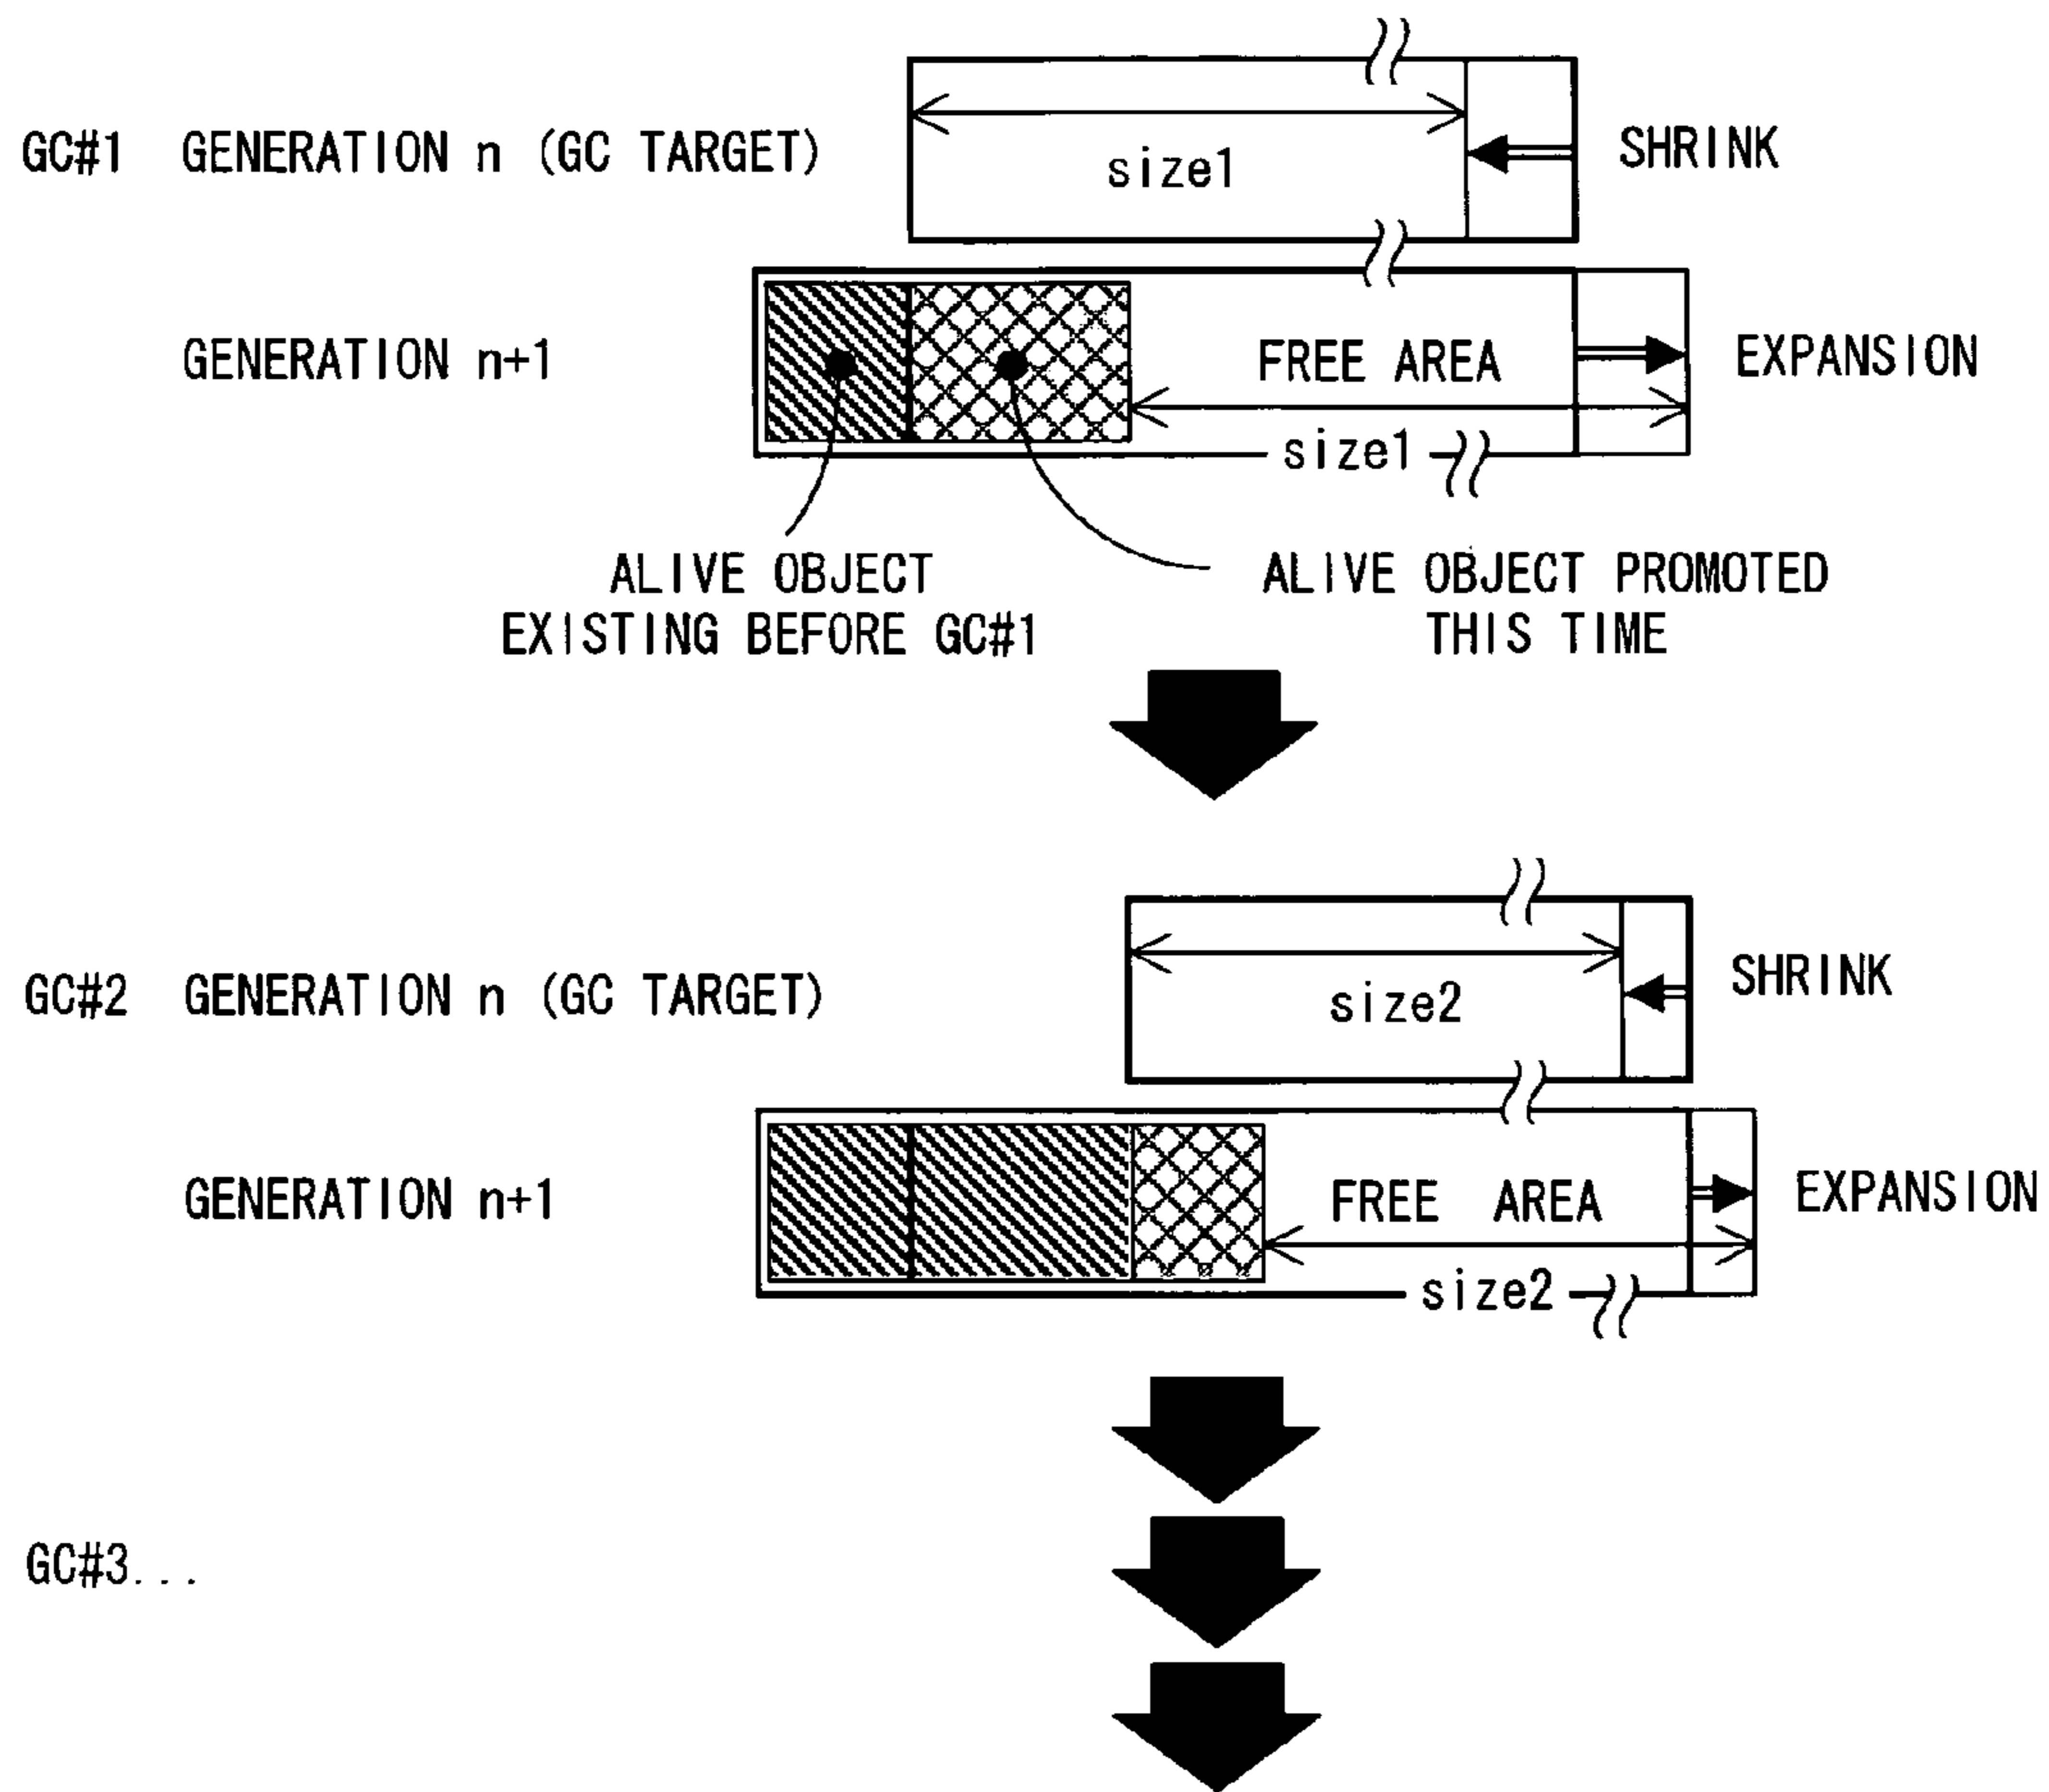 GC#1 GENERATION n (GC TARGET)
size1
SHRINK
GENERATION n+1
FREE AREA
EXPANSION
size1
ALIVE OBJECT
EXISTING BEFORE GC#1
ALIVE OBJECT PROMOTED
THIS TIME
GC#2 GENERATION n (GC TARGET)
size2
SHRINK
GENERATION n+1
FREE AREA
EXPANSION
size2
GC#3...